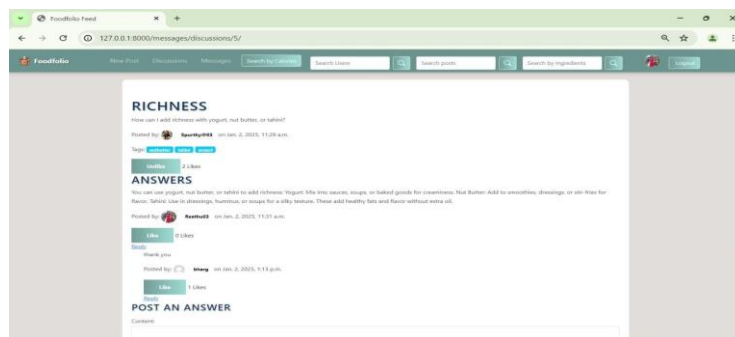 Foodfolio Feed
127.0.0.1:8000/messages/discussions/5/
Foodfolio New Post Discussions Messages Search by Calories Search Users Search posts Search by Ingredients Logout
RICHNESS
How can I add richness with yogurt, nut butter, or tahini?
Posted by: Spurthy@03 on Jan. 2, 2025, 11:29 a.m.
Tags: nutbutter tahini yogurt
Unlike 2 Likes
ANSWERS
You can use yogurt, nut butter, or tahini to add richness: Yogurt: Mix into sauces, soups, or baked goods for creaminess. Nut Butter: Add to smoothies, dressings, or stir-fries for
flavor. Tahini: Use in dressings, hummus, or soups for a silky texture. These add healthy fats and flavor without extra oil.
Posted by: on Jan. 2, 2025, 11:31 a.m.
Like 0 Likes
Reply
thank you
Posted by: bharg on Jan. 2, 2025, 1:13 p.m.
Like 1 Likes
Reply
POST AN ANSWER
Content: